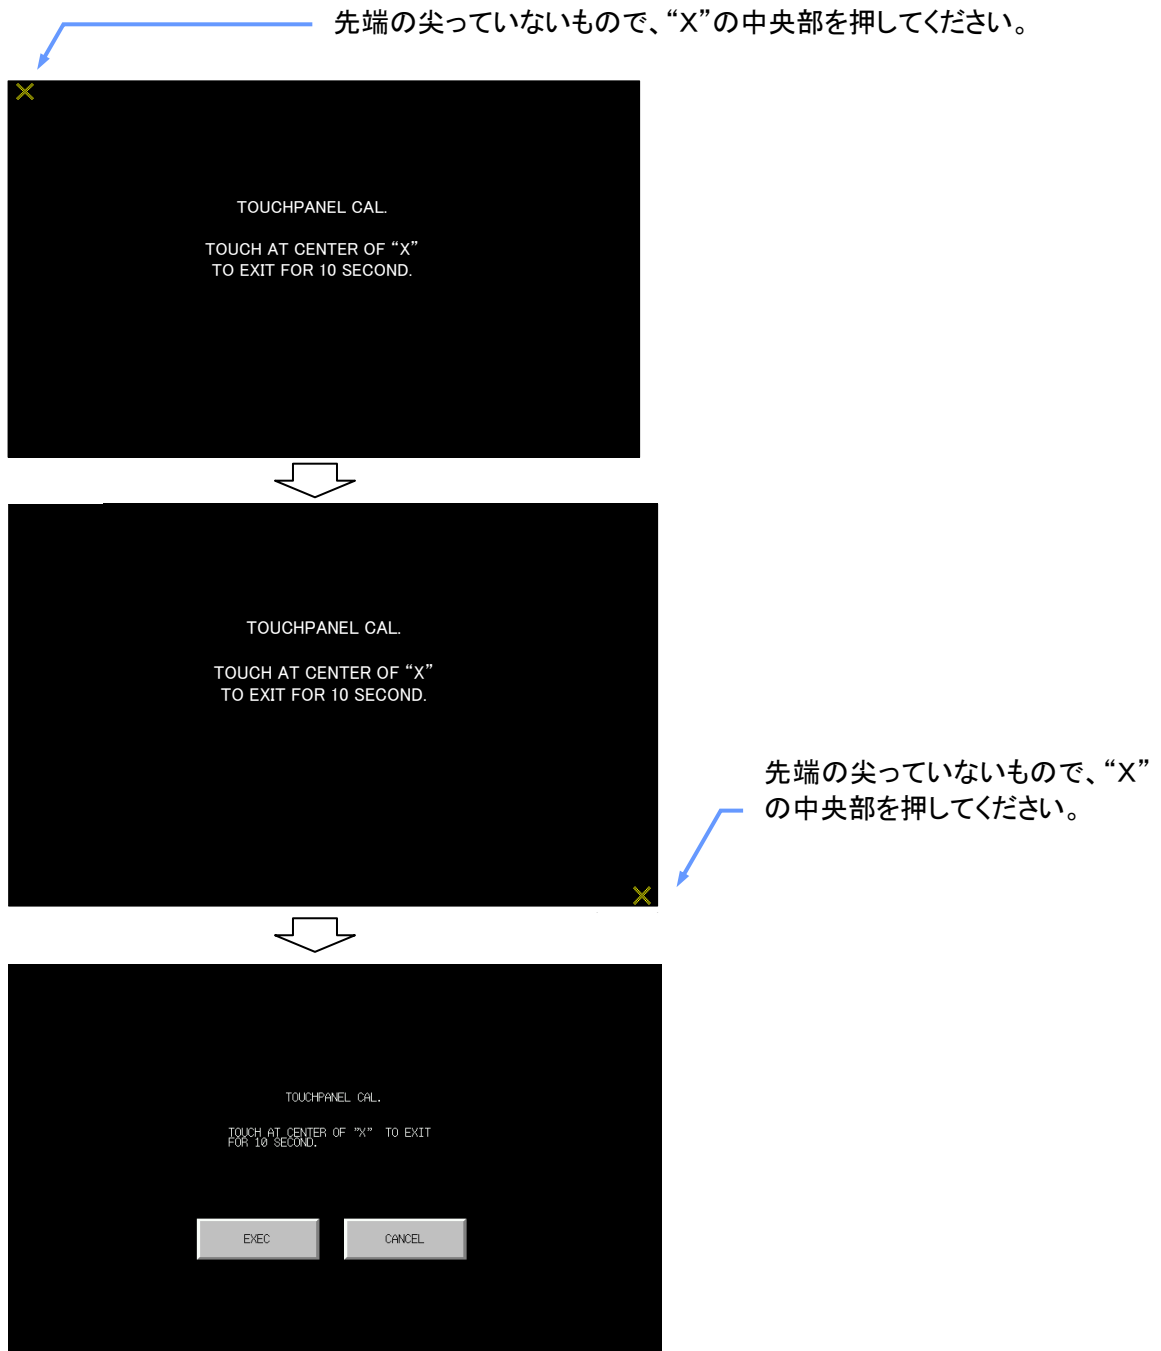 先端の尖っていないもので、“X”の中央部を押してください。
TOUCHPANEL CAL.
TOUCH AT CENTER OF “X”
TO EXIT FOR 10 SECOND.
TOUCHPANEL CAL.
TOUCH AT CENTER OF “X”
TO EXIT FOR 10 SECOND.
先端の尖っていないもので、“X”
の中央部を押してください。
TOUCHPANEL CAL.
TOUCH AT CENTER OF ”X” TO EXIT
FOR 10 SECOND.
EXEC
CANCEL